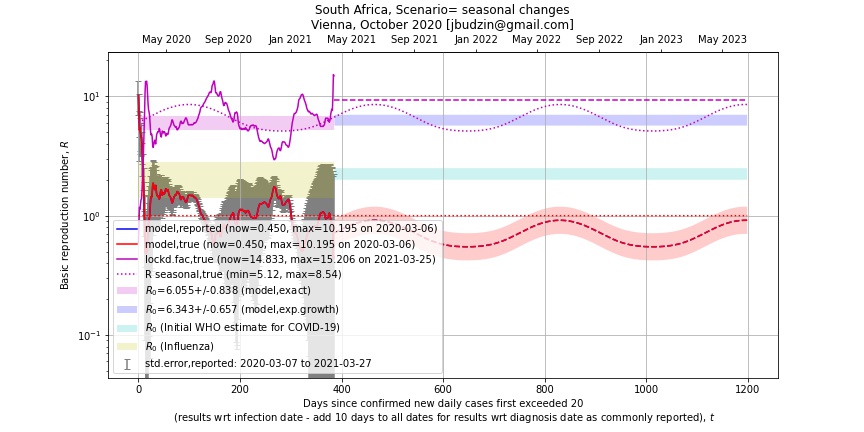 South Africa, Scenario= seasonal changes
Vienna, October 2020 [jbudzin@gmail.com]
May 2020 Sep 2020 Jan 2021 May 2021 Sep 2021 Jan 2022 May 2022 Sep 2022 Jan 2023 May 2023
Basic reproduction number, R
10¹
10⁰
10⁻¹
model,reported (now=0.450, max=10.195 on 2020-03-06)
model,true (now=0.450, max=10.195 on 2020-03-06)
lockd.fac,true (now=14.833, max=15.206 on 2021-03-25)
R seasonal,true (min=5.12, max=8.54)
R₀=6.055+/-0.838 (model,exact)
R₀=6.343+/-0.657 (model,exp.growth)
R₀ (Initial WHO estimate for COVID-19)
R₀ (Influenza)
std.error,reported: 2020-03-07 to 2021-03-27
0 200 400 600 800 1000 1200
Days since confirmed new daily cases first exceeded 20
(results wrt infection date - add 10 days to all dates for results wrt diagnosis date as commonly reported), t